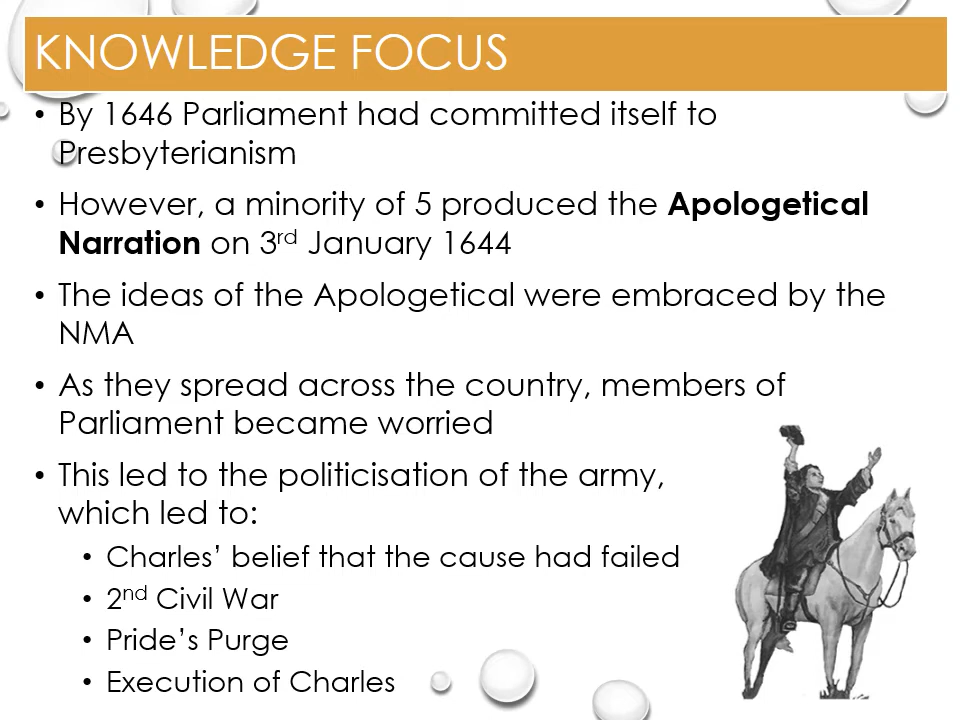 KNOWLEDGE FOCUS
• By 1646 Parliament had committed itself to
Presbyterianism
• However, a minority of 5 produced the Apologetical
Narration on 3rd January 1644
• The ideas of the Apologetical were embraced by the
NMA
• As they spread across the country, members of
Parliament became worried
• This led to the politicisation of the army,
which led to:
• Charles’ belief that the cause had failed
• 2nd Civil War
• Pride’s Purge
• Execution of Charles